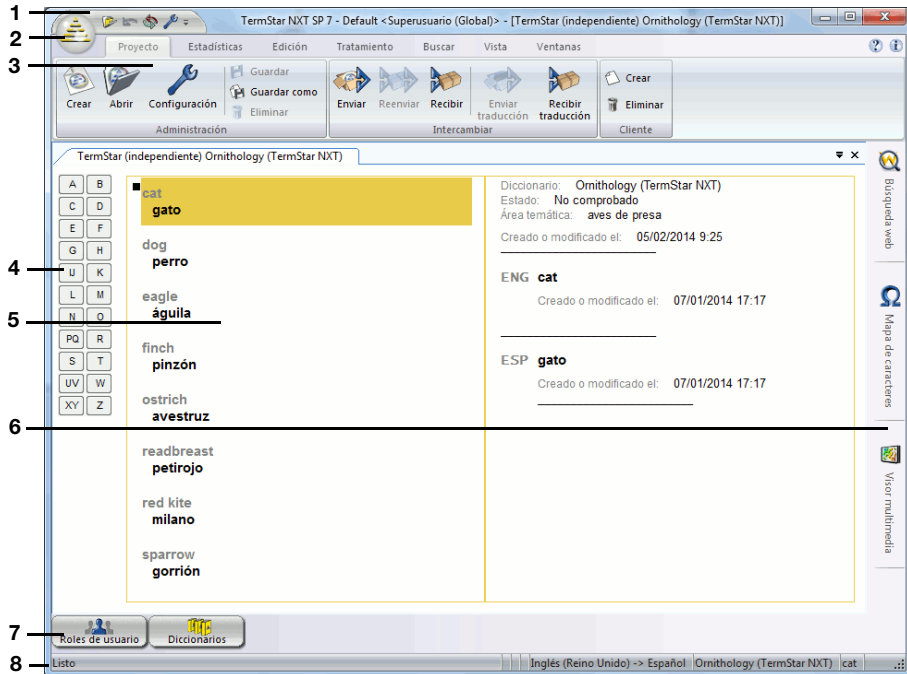 1
2
3
4
5
6
7
8
TermStar NXT SP 7 - Default <Superusuario (Global)> - [TermStar (independiente) Ornithology (TermStar NXT)]
Proyecto Estadísticas Edición Tratamiento Buscar Vista Ventanas
Crear Abrir Configuración
Guardar
Guardar como
Eliminar
Administración
Enviar Reenviar Recibir
Enviar traducción
Recibir traducción
Intercambiar
Crear
Eliminar
Cliente
TermStar (independiente) Ornithology (TermStar NXT)
A B
C D
E F
G H
IJ K
L M
N O
PQ R
S T
UV W
XY Z
cat
gato
dog
perro
eagle
águila
finch
pinzón
ostrich
avestruz
readbreast
petirojo
red kite
milano
sparrow
gorrión
Diccionario: Ornithology (TermStar NXT)
Estado: No comprobado
Área temática: aves de presa
Creado o modificado el: 05/02/2014 9:25
ENG cat
Creado o modificado el: 07/01/2014 17:17
ESP gato
Creado o modificado el: 07/01/2014 17:17
Búsqueda web
Mapa de caracteres
Visor multimedia
Roles de usuario
Diccionarios
Listo
Inglés (Reino Unido) -> Español Ornithology (TermStar NXT) cat